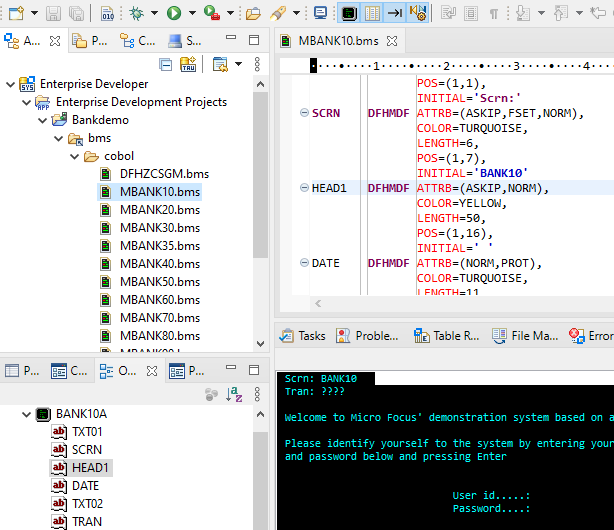 A...
P...
C...
S...
Enterprise Developer
Enterprise Development Projects
Bankdemo
bms
cobol
DFHZCSGM.bms
MBANK10.bms
MBANK20.bms
MBANK30.bms
MBANK35.bms
MBANK40.bms
MBANK50.bms
MBANK60.bms
MBANK70.bms
MBANK80.bms
MBANK10.bms
1 2 3 4
POS=(1,1),
INITIAL='Scrn:'
SCRN DFHMDF ATTRB=(ASKIP,FSET,NORM),
COLOR=TURQUOISE,
LENGTH=6,
POS=(1,7),
INITIAL='BANK10'
HEAD1 DFHMDF ATTRB=(ASKIP,NORM),
COLOR=YELLOW,
LENGTH=50,
POS=(1,16),
INITIAL=' '
DATE DFHMDF ATTRB=(NORM,PROT),
COLOR=TURQUOISE,
LENGTH=11
P...
C...
O...
P...
BANK10A
TXT01
SCRN
HEAD1
DATE
TXT02
TRAN
Tasks
Proble...
Table R...
File Ma...
Error
Scrn: BANK10
Tran: ????
Welcome to Micro Focus' demonstration system based on a
Please identify yourself to the system by entering your
and password below and pressing Enter
User id.....:
Password....: